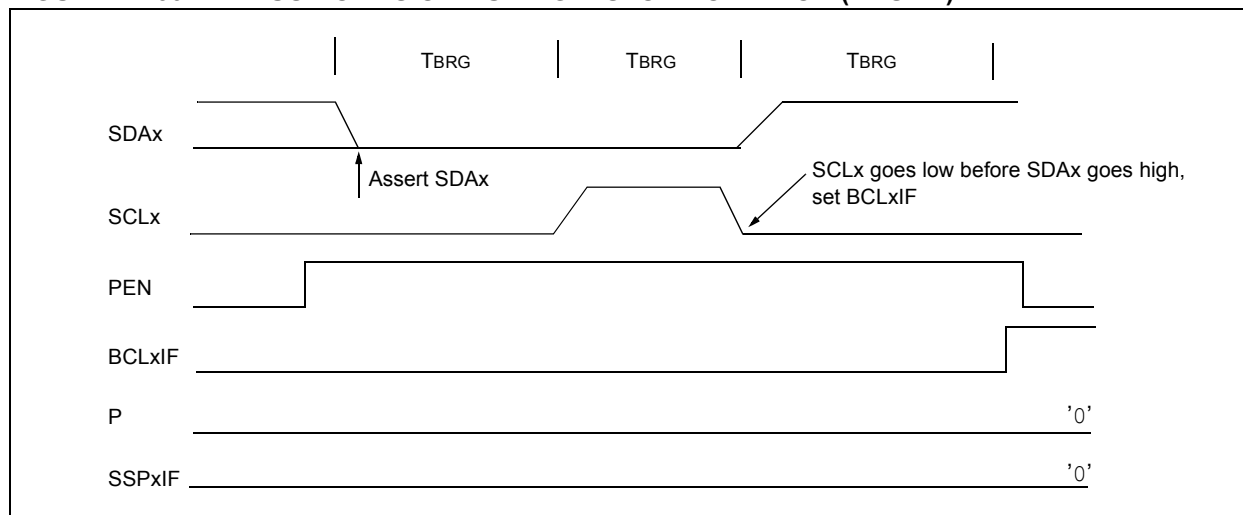 TBRG TBRG TBRG
SDAx
Assert SDAx
SCLx goes low before SDAx goes high,
set BCLxIF
SCLx
PEN
BCLxIF
P '0'
SSPxIF '0'